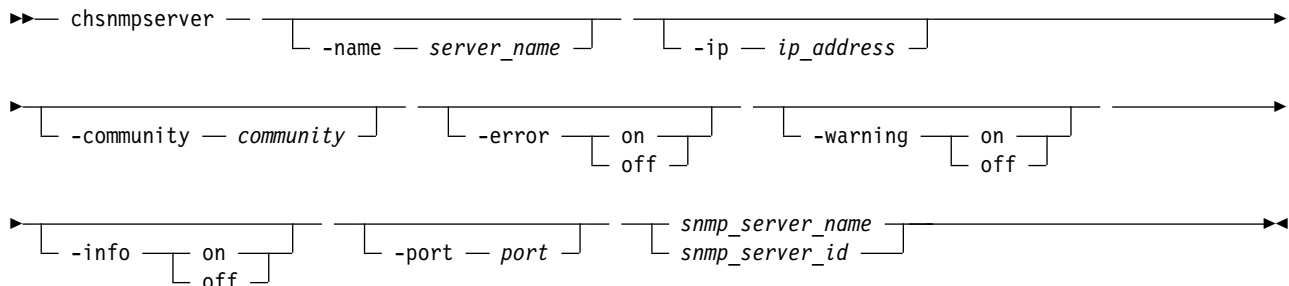 chsnmpserver
-name server_name -ip ip_address
-community community -error on -warning on
off off
-info on -port port snmp_server_name
off snmp_server_id